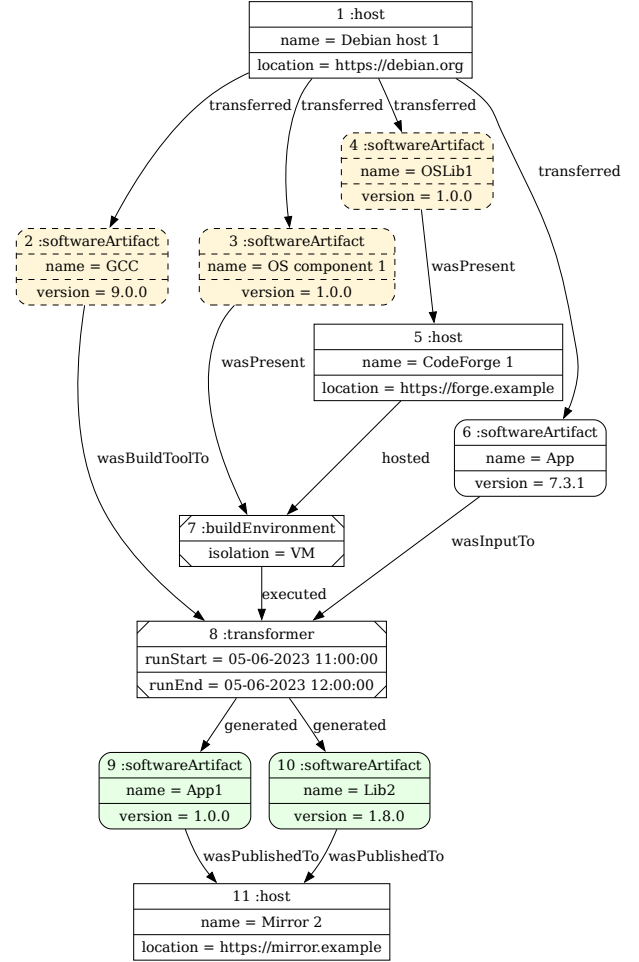 1 :host
name = Debian host 1
location = https://debian.org
transferred
transferred
transferred
4 :softwareArtifact
name = OSLib1
version = 1.0.0
transferred
2 :softwareArtifact
name = GCC
version = 9.0.0
3 :softwareArtifact
name = OS component 1
version = 1.0.0
wasPresent
5 :host
name = CodeForge 1
location = https://forge.example
wasPresent
6 :softwareArtifact
name = App
version = 7.3.1
wasBuildToolTo
hosted
7 :buildEnvironment
isolation = VM
wasInputTo
executed
8 :transformer
runStart = 05-06-2023 11:00:00
runEnd = 05-06-2023 12:00:00
generated
generated
9 :softwareArtifact
name = App1
version = 1.0.0
10 :softwareArtifact
name = Lib2
version = 1.8.0
wasPublishedTo
wasPublishedTo
11 :host
name = Mirror 2
location = https://mirror.example